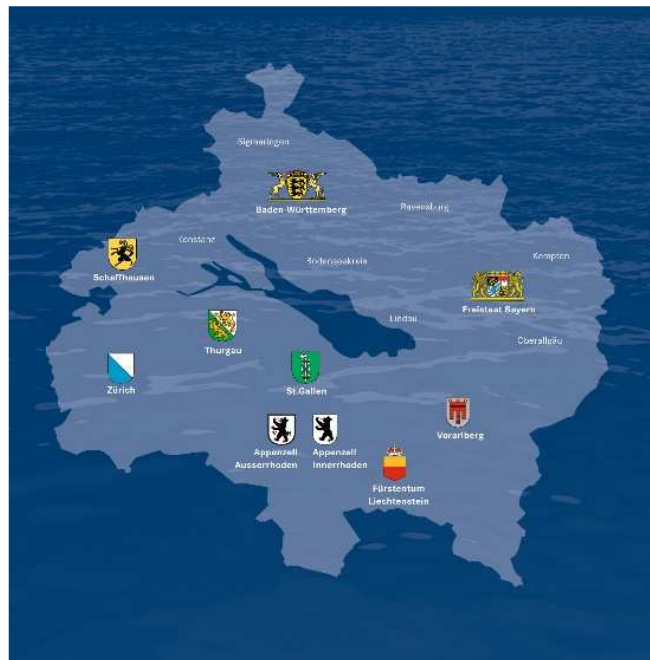 Sigmaringen
Baden-Württemberg
Ravensburg
Konstanz
Bodenseekreis
Kempten
Schaffhausen
Freistaat Bayern
Lindau
Thurgau
Oberallgäu
Zürich
St.Gallen
Vorarlberg
Appenzell
Ausserrhoden
Appenzell
Innerrhoden
Fürstentum
Liechtenstein